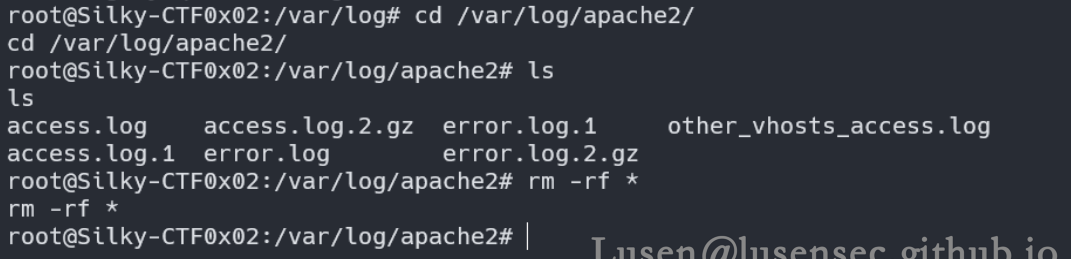 root@Silky-CTF0x02:/var/log# cd /var/log/apache2/
cd /var/log/apache2/
root@Silky-CTF0x02:/var/log/apache2# ls
ls
access.log    access.log.2.gz  error.log.1     other_vhosts_access.log
access.log.1  error.log        error.log.2.gz
root@Silky-CTF0x02:/var/log/apache2# rm -rf *
rm -rf *
root@Silky-CTF0x02:/var/log/apache2#
Lusen@lusensec.github.io